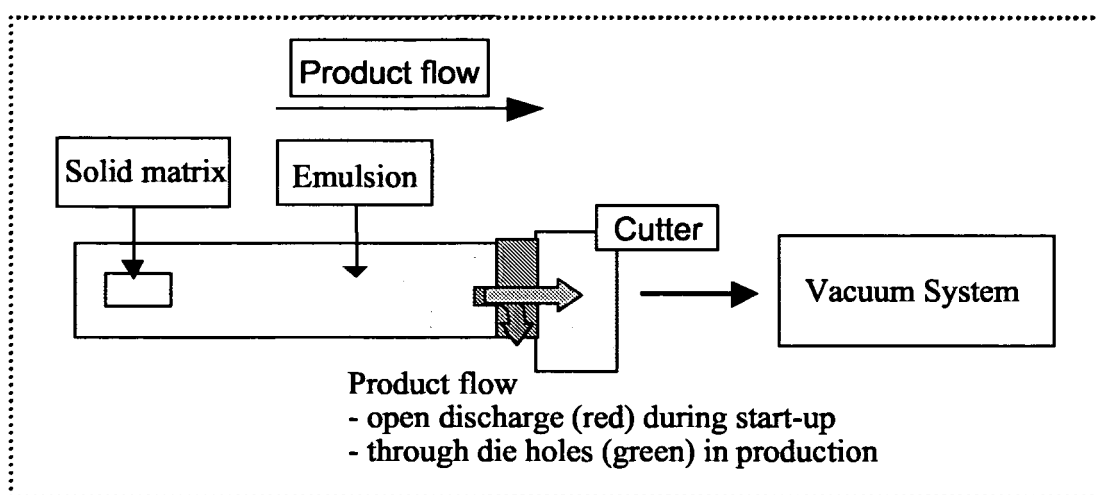 Product flow
Solid matrix
Emulsion
Cutter
Vacuum System
Product flow
- open discharge (red) during start-up
- through die holes (green) in production